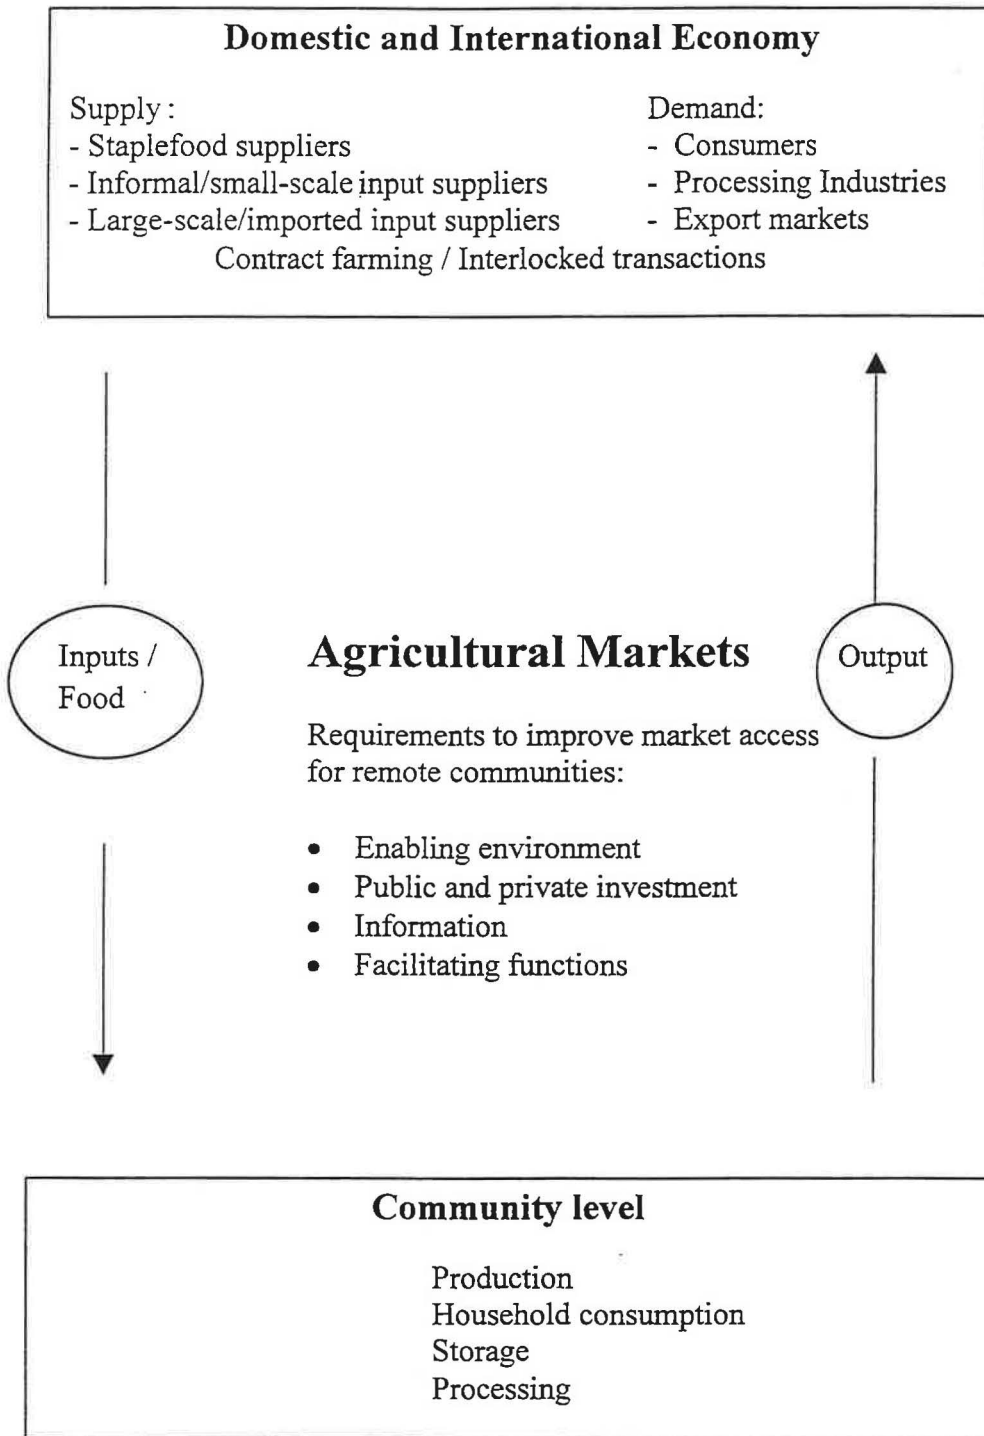 Domestic and International Economy
Supply :
- Staplefood suppliers
- Informal/small-scale input suppliers
- Large-scale/imported input suppliers
Demand:
- Consumers
- Processing Industries
- Export markets
Contract farming / Interlocked transactions
Inputs /
Food
Agricultural Markets
Requirements to improve market access
for remote communities:
• Enabling environment
• Public and private investment
• Information
• Facilitating functions
Output
Community level
Production
Household consumption
Storage
Processing